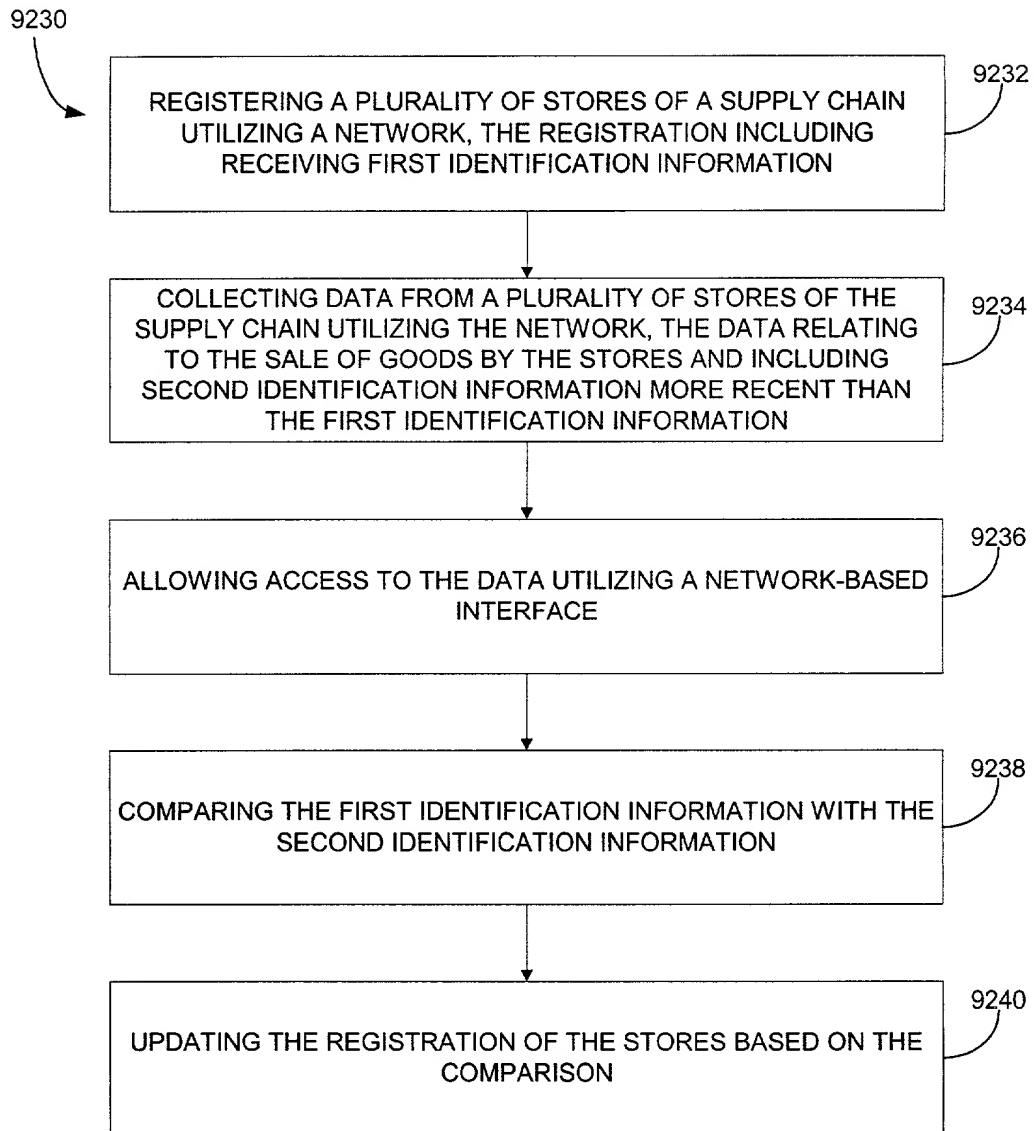 9230
9232
REGISTERING A PLURALITY OF STORES OF A SUPPLY CHAIN
UTILIZING A NETWORK, THE REGISTRATION INCLUDING
RECEIVING FIRST IDENTIFICATION INFORMATION
9234
COLLECTING DATA FROM A PLURALITY OF STORES OF THE
SUPPLY CHAIN UTILIZING THE NETWORK, THE DATA RELATING
TO THE SALE OF GOODS BY THE STORES AND INCLUDING
SECOND IDENTIFICATION INFORMATION MORE RECENT THAN
THE FIRST IDENTIFICATION INFORMATION
9236
ALLOWING ACCESS TO THE DATA UTILIZING A NETWORK-BASED
INTERFACE
9238
COMPARING THE FIRST IDENTIFICATION INFORMATION WITH THE
SECOND IDENTIFICATION INFORMATION
9240
UPDATING THE REGISTRATION OF THE STORES BASED ON THE
COMPARISON